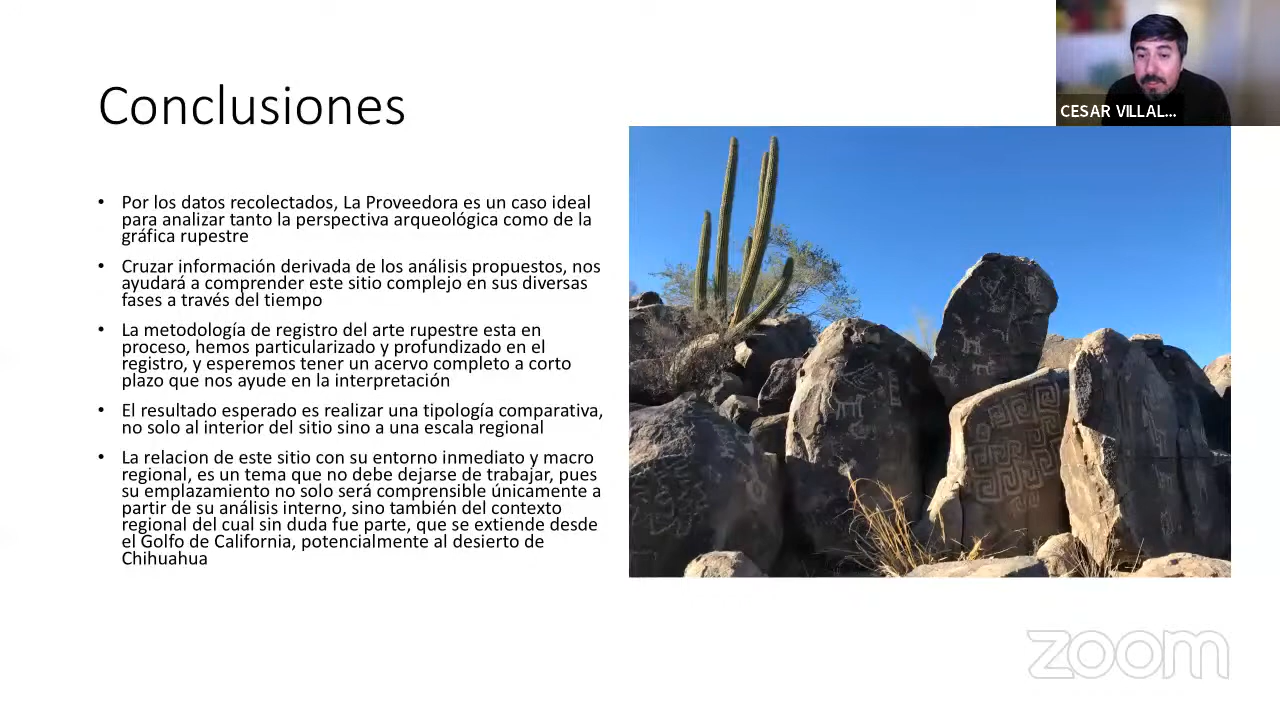 CESAR VILLAL...
Conclusiones
• Por los datos recolectados, La Proveedora es un caso ideal
para analizar tanto la perspectiva arqueológica como de la
gráfica rupestre
• Cruzar información derivada de los análisis propuestos, nos
ayudará a comprender este sitio complejo en sus diversas
fases a través del tiempo
• La metodología de registro del arte rupestre esta en
proceso, hemos particularizado y profundizado en el
registro, y esperemos tener un acervo completo a corto
plazo que nos ayude en la interpretación
• El resultado esperado es realizar una tipología comparativa,
no solo al interior del sitio sino a una escala regional
• La relacion de este sitio con su entorno inmediato y macro
regional, es un tema que no debe dejarse de trabajar, pues
su emplazamiento no solo será comprensible únicamente a
partir de su análisis interno, sino también del contexto
regional del cual sin duda fue parte, que se extiende desde
el Golfo de California, potencialmente al desierto de
Chihuahua
zoom